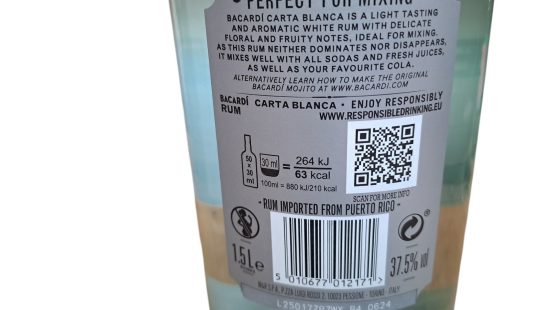 PERFECT FOR MIXING
BACARDÍ CARTA BLANCA IS A LIGHT TASTING
AND AROMATIC WHITE RUM WITH DELICATE
FLORAL AND FRUITY NOTES, IDEAL FOR MIXING.
AS THIS RUM NEITHER DOMINATES NOR DISAPPEARS,
IT MIXES WELL WITH ALL SODAS AND FRESH JUICES,
AS WELL AS YOUR FAVOURITE COLA.
ALTERNATIVELY LEARN HOW TO MAKE THE ORIGINAL
BACARDÍ MOJITO AT WWW.BACARDI.COM.
BACARDÍ RUM CARTA BLANCA • ENJOY RESPONSIBLY
WWW.RESPONSIBLEDRINKING.EU
50 x 30 ml
30 ml = 264 kJ
63 kcal
100ml = 880 kJ/210 kcal
SCAN FOR MORE INFO
RUM IMPORTED FROM PUERTO RICO
1,5L e
5 010677 012171
37.5% vol
10020 PESSIONE - TORINO - ITALY